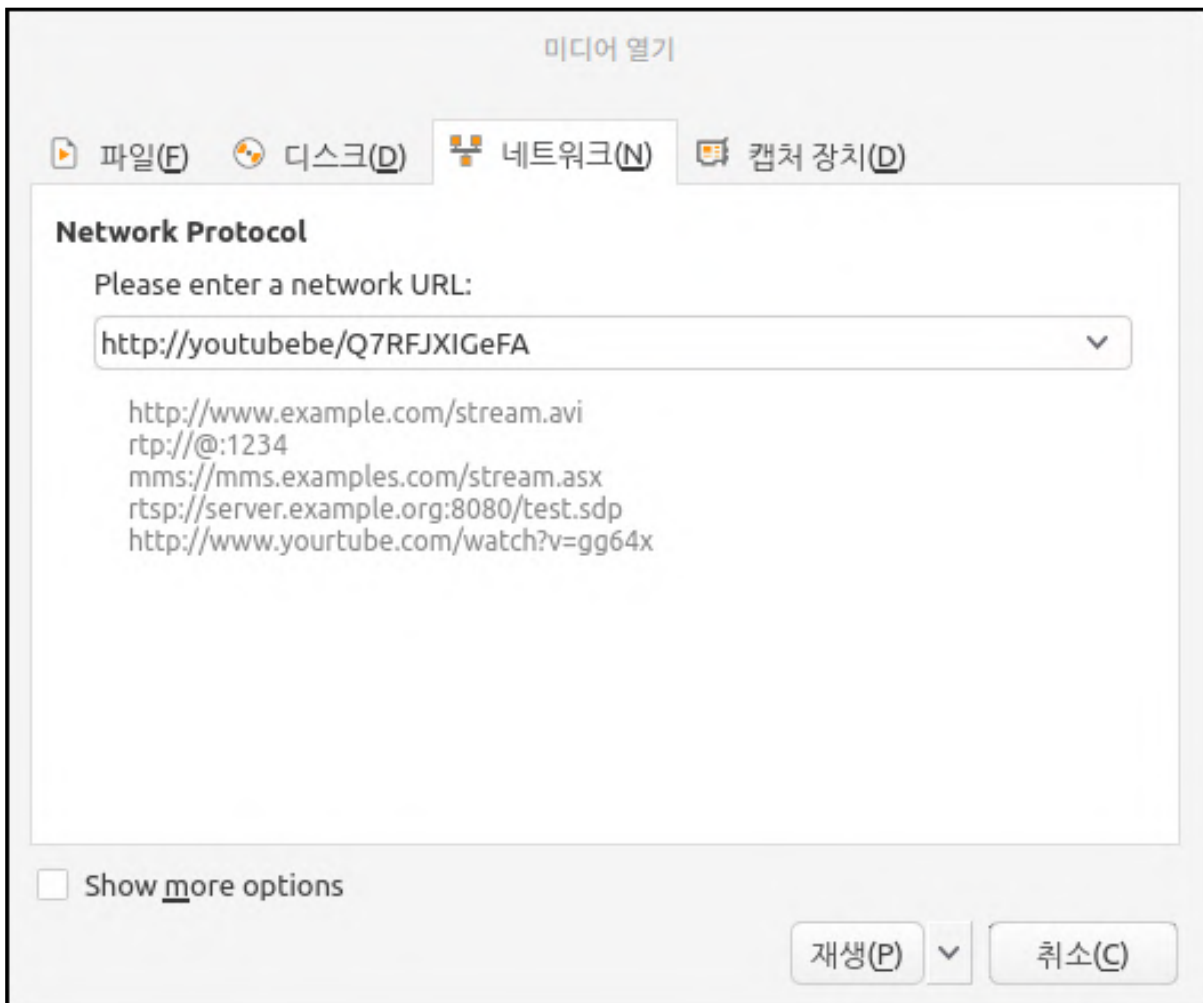 미디어 열기
파일(F) 디스크(D) 네트워크(N) 캡처 장치(D)
Network Protocol
Please enter a network URL:
http://youtubebe/Q7RFJXIGeFA
http://www.example.com/stream.avi
rtp://@:1234
mms://mms.examples.com/stream.asx
rtsp://server.example.org:8080/test.sdp
http://www.yourtube.com/watch?v=gg64x
Show more options
재생(P) 취소(C)